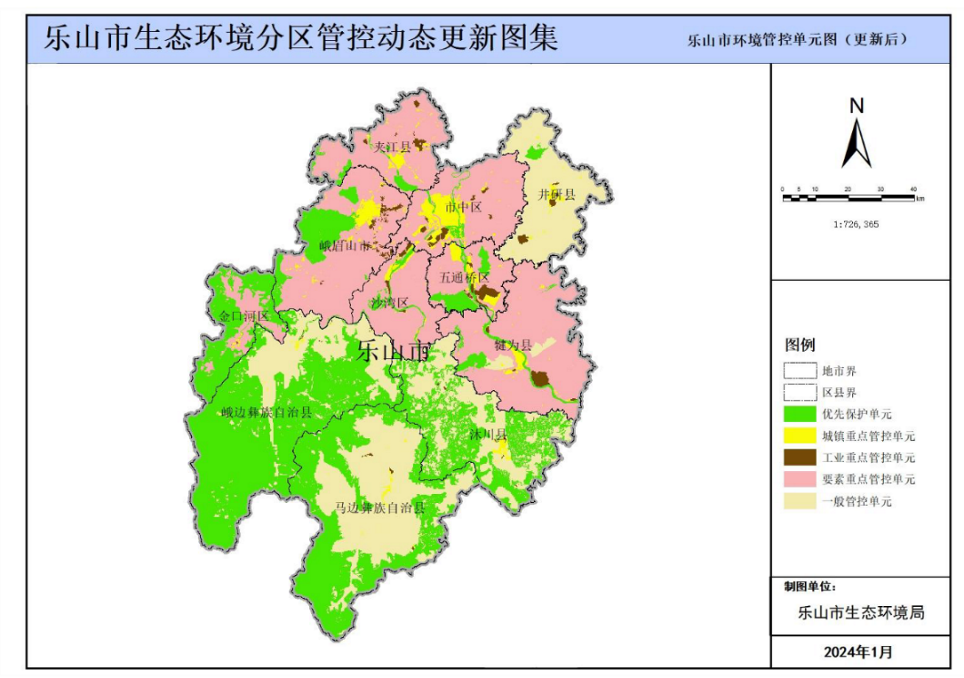 乐山市生态环境分区管控动态更新图集
乐山市环境管控单元图（更新后）
N
0 5 10 20 30 40
km
1:726,365
夹江县
井研县
市中区
峨眉山市
五通桥区
沙湾区
金口河区
犍为县
乐山市
峨边彝族自治县
沐川县
马边彝族自治县
图例
地市界
区县界
优先保护单元
城镇重点管控单元
工业重点管控单元
要素重点管控单元
一般管控单元
制图单位：
乐山市生态环境局
2024年1月